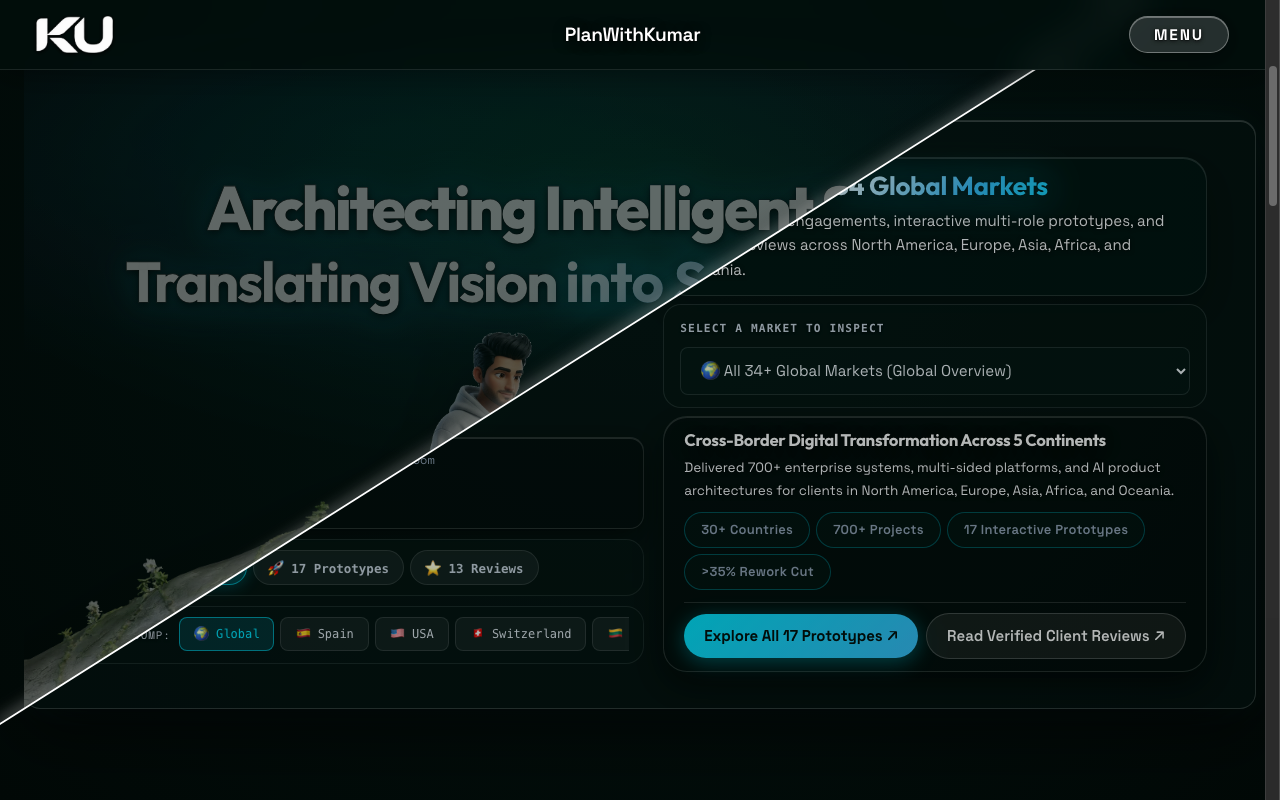 KU
PlanWithKumar
MENU
Architecting Intelligent
Translating Vision into S
4 Global Markets
engagements, interactive multi-role prototypes, and
views across North America, Europe, Asia, Africa, and
ania.
SELECT A MARKET TO INSPECT
All 34+ Global Markets (Global Overview)
Cross-Border Digital Transformation Across 5 Continents
Delivered 700+ enterprise systems, multi-sided platforms, and AI product
architectures for clients in North America, Europe, Asia, Africa, and Oceania.
30+ Countries
700+ Projects
17 Interactive Prototypes
>35% Rework Cut
Explore All 17 Prototypes ↗
Read Verified Client Reviews ↗
oom
17 Prototypes
13 Reviews
UMP:
Global
Spain
USA
Switzerland